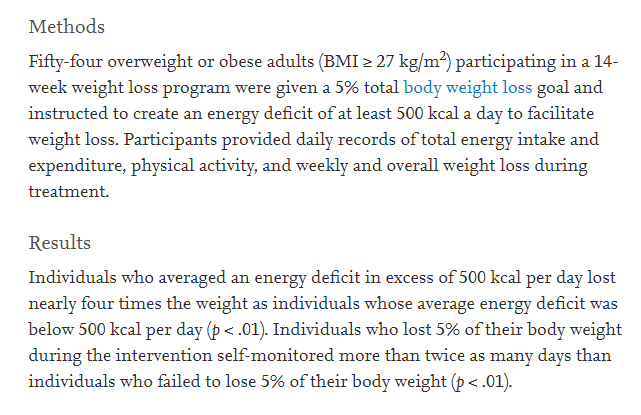 Methods
Fifty-four overweight or obese adults (BMI ≥ 27 kg/m²) participating in a 14-
week weight loss program were given a 5% total body weight loss goal and
instructed to create an energy deficit of at least 500 kcal a day to facilitate
weight loss. Participants provided daily records of total energy intake and
expenditure, physical activity, and weekly and overall weight loss during
treatment.
Results
Individuals who averaged an energy deficit in excess of 500 kcal per day lost
nearly four times the weight as individuals whose average energy deficit was
below 500 kcal per day (p < .01). Individuals who lost 5% of their body weight
during the intervention self-monitored more than twice as many days than
individuals who failed to lose 5% of their body weight (p < .01).